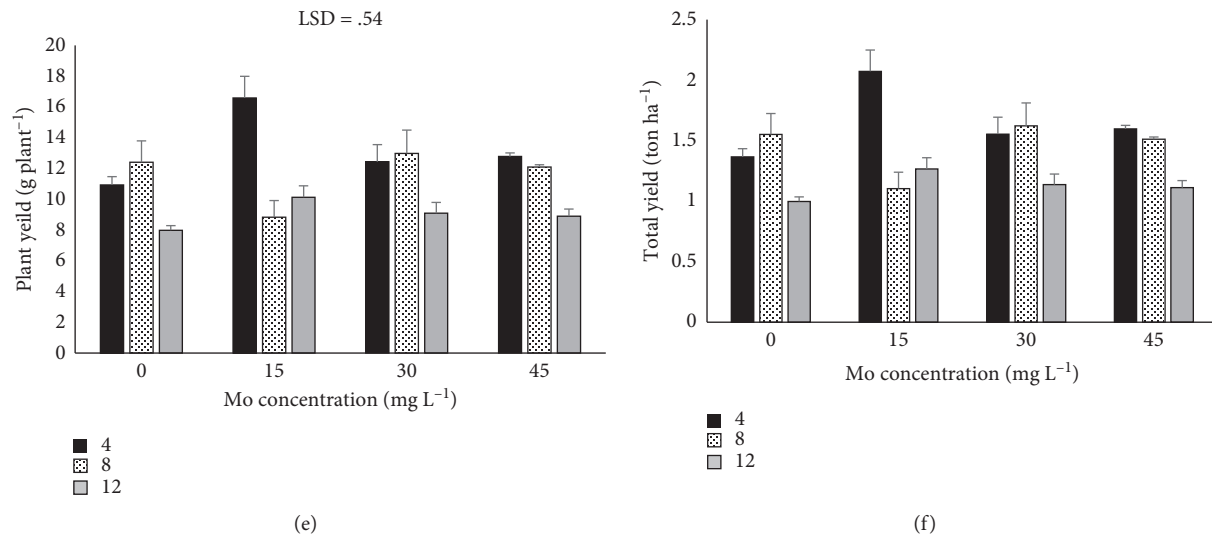 LSD = .54
20
18
16
14
12
10
8
6
4
2
0
Plant yeild (g plant⁻¹)
0 15 30 45
Mo concentration (mg L⁻¹)
4
8
12
(e)
2.5
2
1.5
1
0.5
0
Total yield (ton ha⁻¹)
0 15 30 45
Mo concentration (mg L⁻¹)
4
8
12
(f)